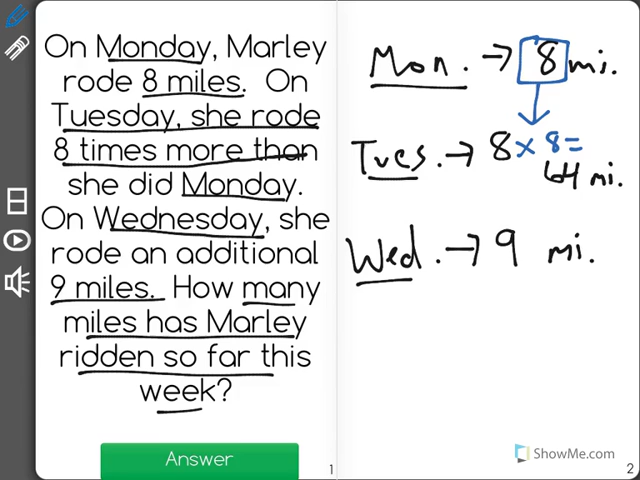 On Monday, Marley
rode 8 miles. On
Tuesday, she rode
8 times more than
she did Monday.
On Wednesday, she
rode an additional
9 miles. How many
miles has Marley
ridden so far this
week?
Answer
1
Mon. → 8 mi.
Tues. → 8 x 8 =
64 mi.
Wed. → 9 mi.
ShowMe.com
2